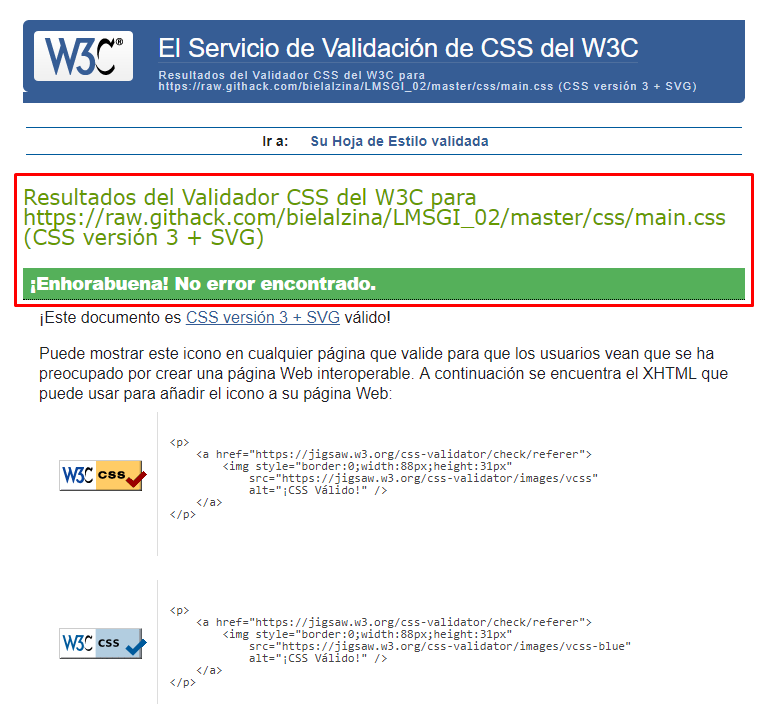 W3C®
El Servicio de Validación de CSS del W3C
Resultados del Validador CSS del W3C para
https://raw.githack.com/bielalzina/LMSGI_02/master/css/main.css (CSS versión 3 + SVG)
Ir a: Su Hoja de Estilo validada
Resultados del Validador CSS del W3C para
https://raw.githack.com/bielalzina/LMSGI_02/master/css/main.css
(CSS versión 3 + SVG)
¡Enhorabuena! No error encontrado.
¡Este documento es CSS versión 3 + SVG válido!
Puede mostrar este icono en cualquier página que valide para que los usuarios vean que se ha
preocupado por crear una página Web interoperable. A continuación se encuentra el XHTML que
puede usar para añadir el icono a su página Web:
<p>
<a href="https://jigsaw.w3.org/css-validator/check/referer">
<img style="border:0;width:88px;height:31px"
src="https://jigsaw.w3.org/css-validator/images/vcss"
alt="¡CSS Válido!" />
</a>
</p>
W3C css
<p>
<a href="https://jigsaw.w3.org/css-validator/check/referer">
<img style="border:0;width:88px;height:31px"
src="https://jigsaw.w3.org/css-validator/images/vcss-blue"
alt="¡CSS Válido!" />
</a>
</p>
W3C css